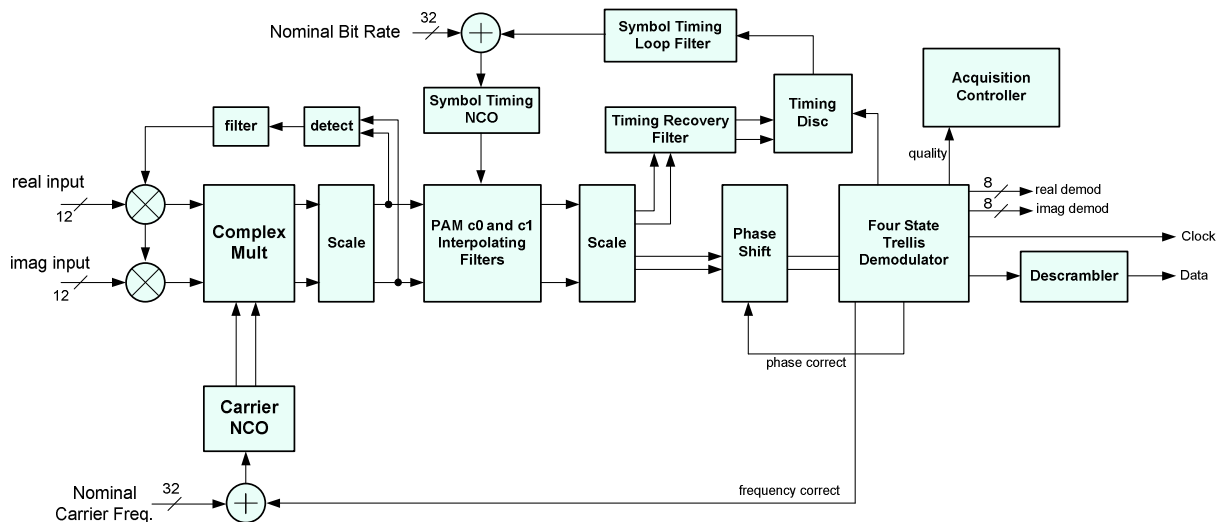 Nominal Bit Rate
32
Symbol Timing
Loop Filter
Acquisition
Controller
Symbol Timing
NCO
Timing
Disc
filter
detect
Timing Recovery
Filter
quality
real input
12
imag input
12
Complex
Mult
Scale
PAM c0 and c1
Interpolating
Filters
Scale
Phase
Shift
Four State
Trellis
Demodulator
8
real demod
8
imag demod
Clock
Descrambler
Data
phase correct
Carrier
NCO
Nominal
Carrier Freq.
32
frequency correct